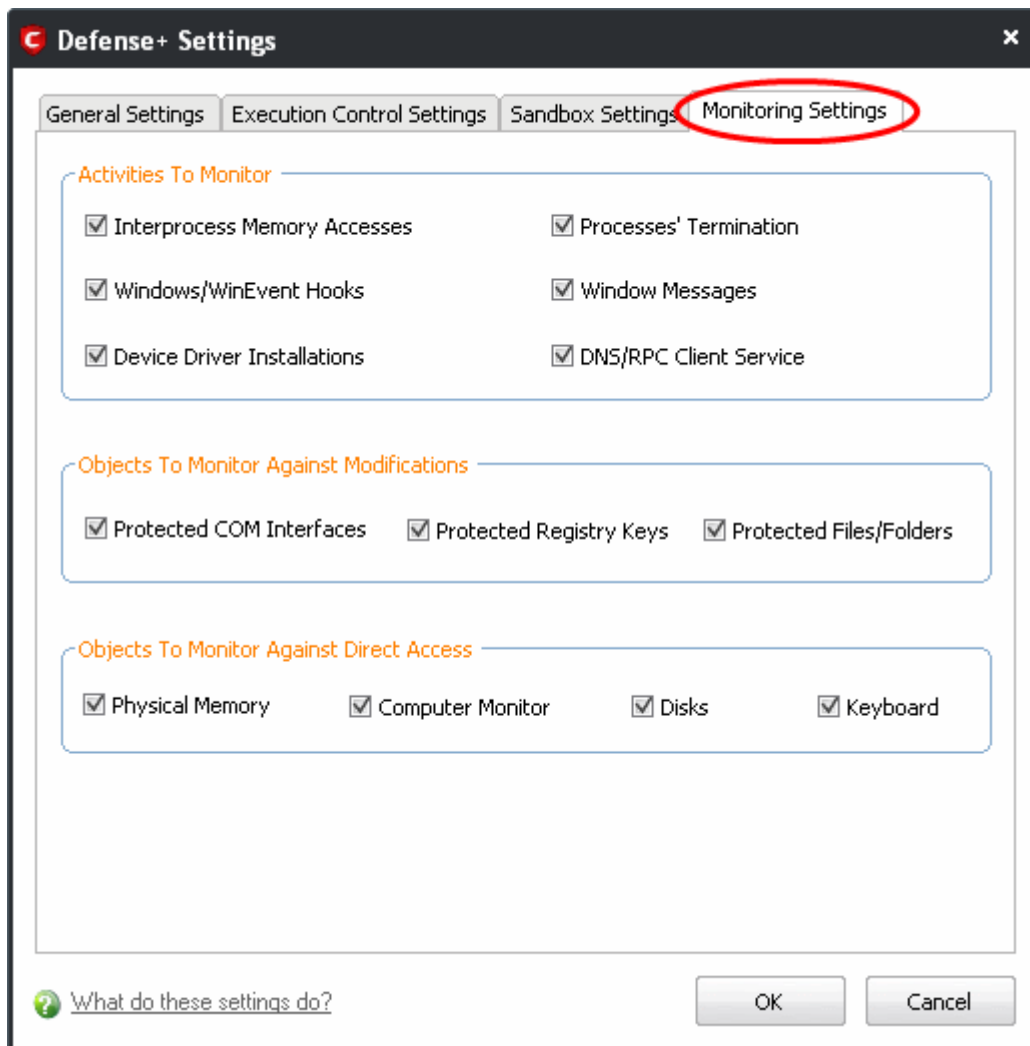 Defense+ Settings
General Settings Execution Control Settings Sandbox Settings Monitoring Settings
Activities To Monitor
Interprocess Memory Accesses Processes' Termination
Windows/WinEvent Hooks Window Messages
Device Driver Installations DNS/RPC Client Service
Objects To Monitor Against Modifications
Protected COM Interfaces Protected Registry Keys Protected Files/Folders
Objects To Monitor Against Direct Access
Physical Memory Computer Monitor Disks Keyboard
What do these settings do? OK Cancel